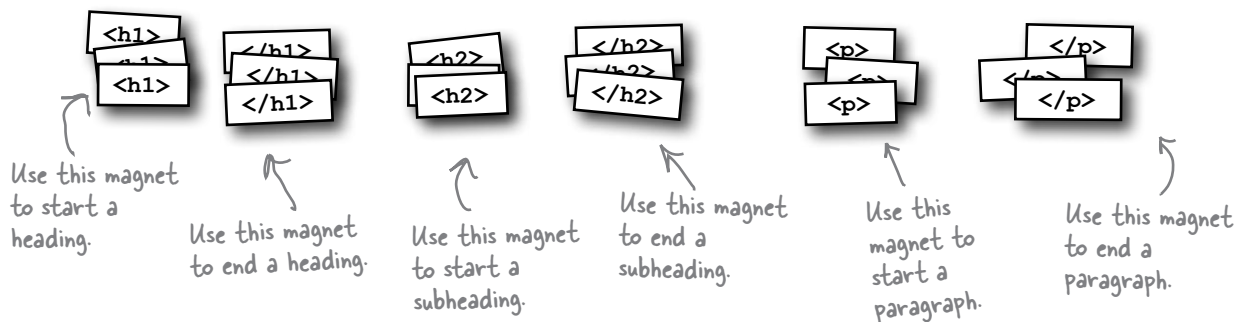 <h1>
<h1>
<h1>
</h1>
</h1>
</h1>
<h2>
<h2>
</h2>
</h2>
</h2>
<p>
<p>
<p>
</p>
</p>
</p>
Use this magnet
to start a
heading.
Use this magnet
to end a heading.
Use this magnet
to start a
subheading.
Use this magnet
to end a
subheading.
Use this
magnet to
start a
paragraph.
Use this magnet
to end a
paragraph.